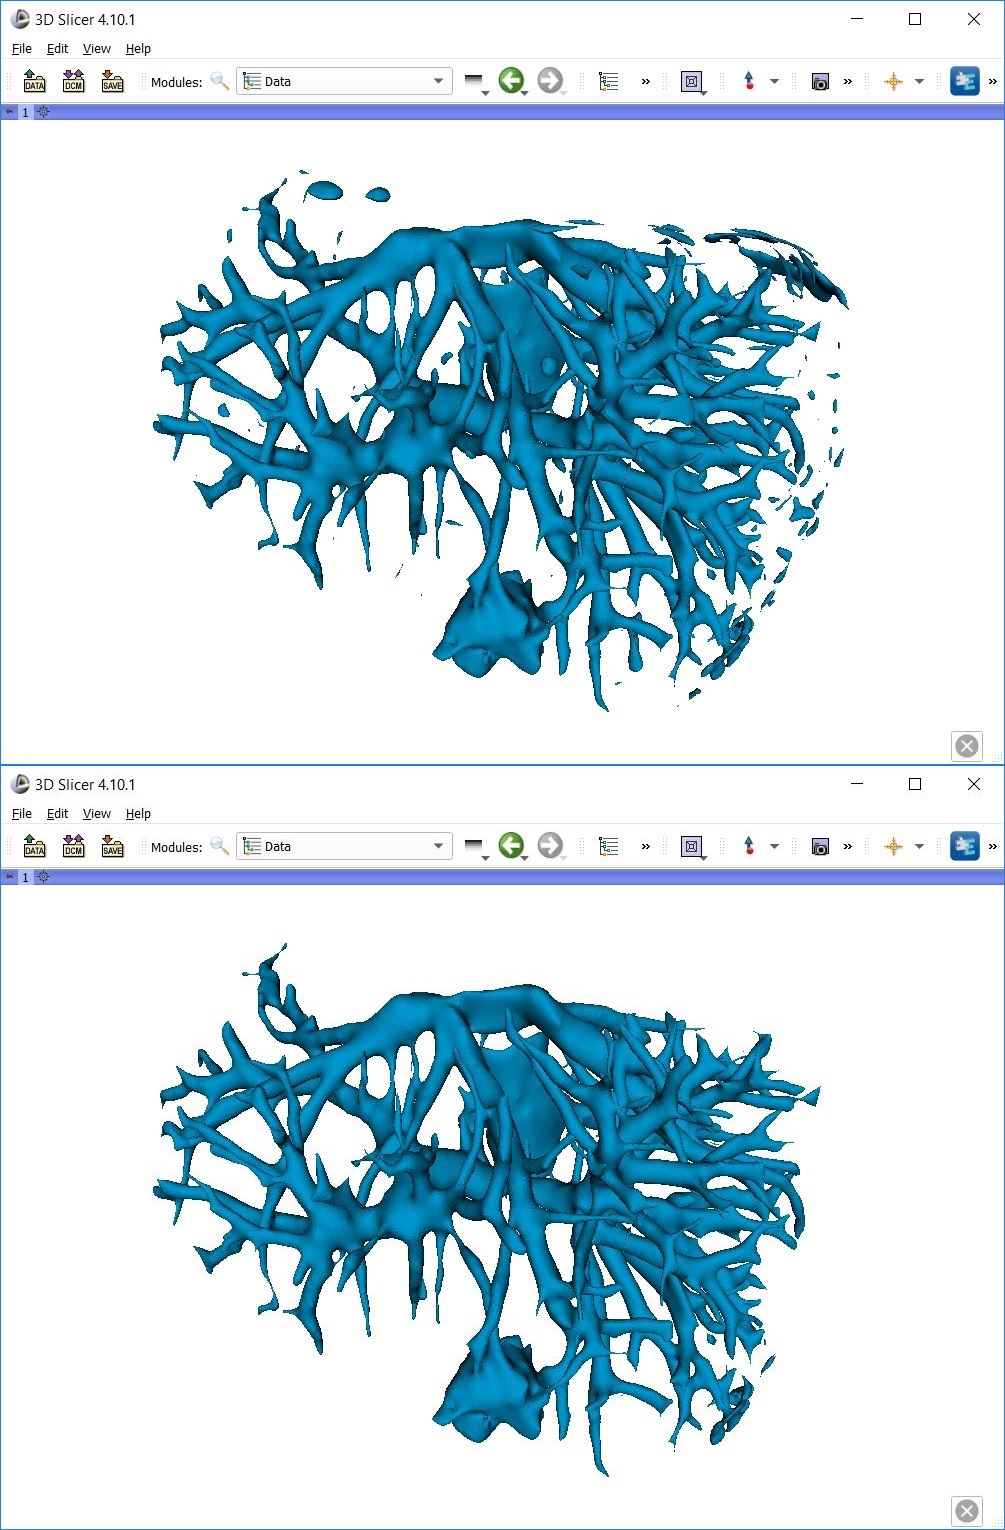 3D Slicer 4.10.1
File Edit View Help
DATA DCM SAVE Modules: Data
1
3D Slicer 4.10.1
File Edit View Help
DATA DCM SAVE Modules: Data
1